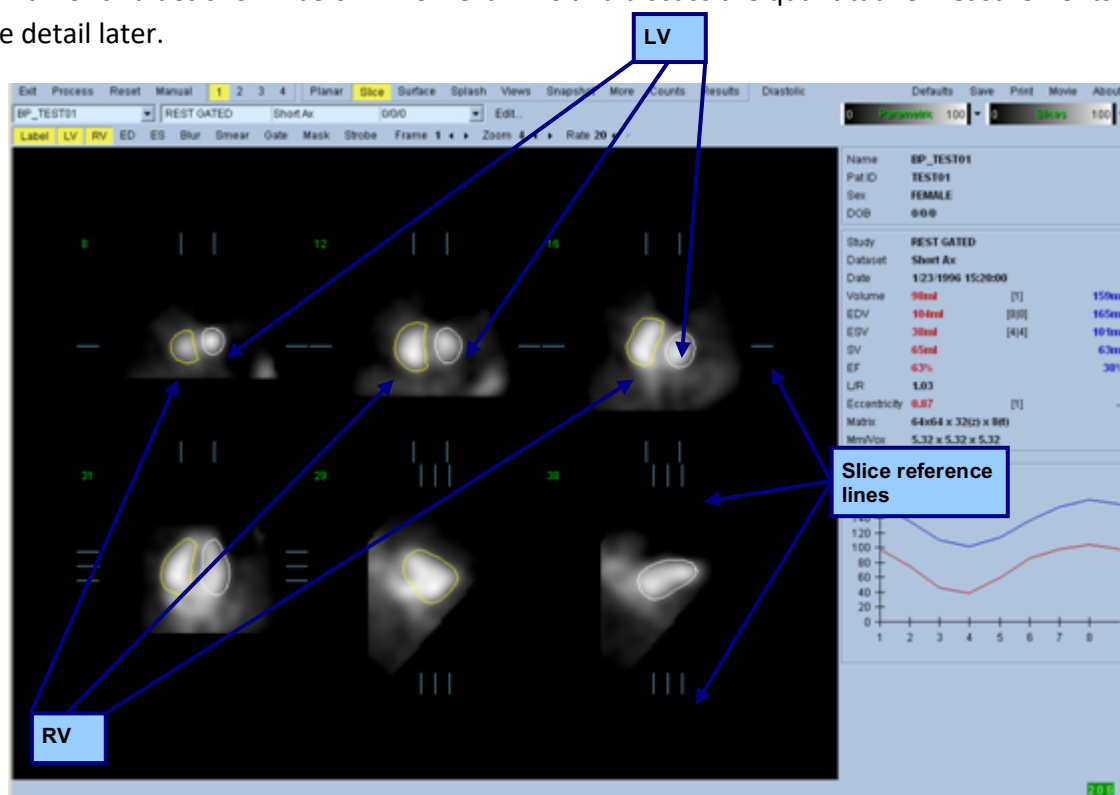 e detail later.
LV
Exit Process Reset Manual 1 2 3 4 Planar Slice Surface Splash Views Snapshot More Counts Results Diastolic Defaults Save Print Movie About
BP_TEST01 REST GATED Short Ax 0/0/0 Edit...
0 Parametric 100 0 Slices 100
Label LV RV ED ES Blur Smear Gate Mask Strobe Frame 1 Zoom 4 Rate 20
Name BP_TEST01
Pat ID TEST01
Sex FEMALE
DOB 0/0/0
8 12 16
Study REST GATED
Dataset Short Ax
Date 1/23/1996 15:20:00
Volume 98ml [1] 159m
EDV 104ml [8|8] 165m
ESV 38ml [4|4] 101m
SV 65ml 63m
EF 63% 38%
L/R 1.03
Eccentricity 0.87 [1]
Matrix 64x64 x 32(z) x 8(t)
Mm/Vox 5.32 x 5.32 x 5.32
Slice reference
lines
31 29 38
140
120
100
80
60
40
20
0
1 2 3 4 5 6 7 8
RV